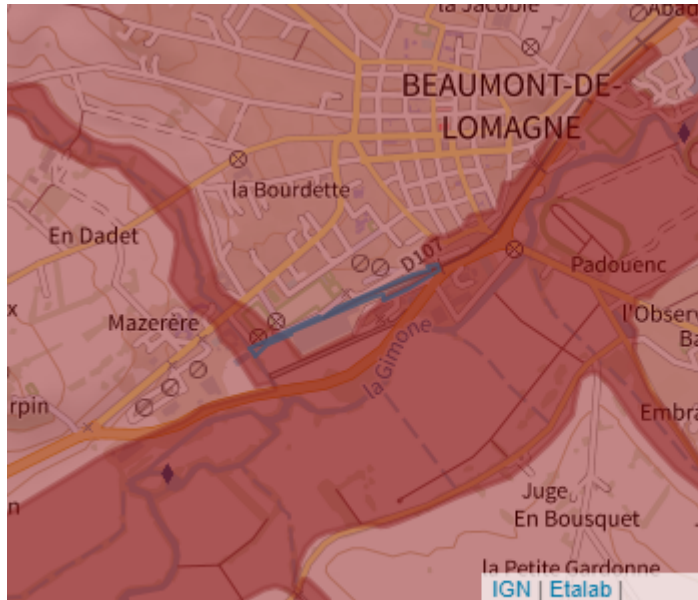 la Jacobie
Abad
BEAUMONT-DE-
LOMAGNE
la Bourdette
En Dadet
D107
Padouenc
Mazerère
l'Observ
Ba
la Gimone
rpin
Embrà
Juge
En Bousquet
n
la Petite Gardonne
IGN | Etalab |